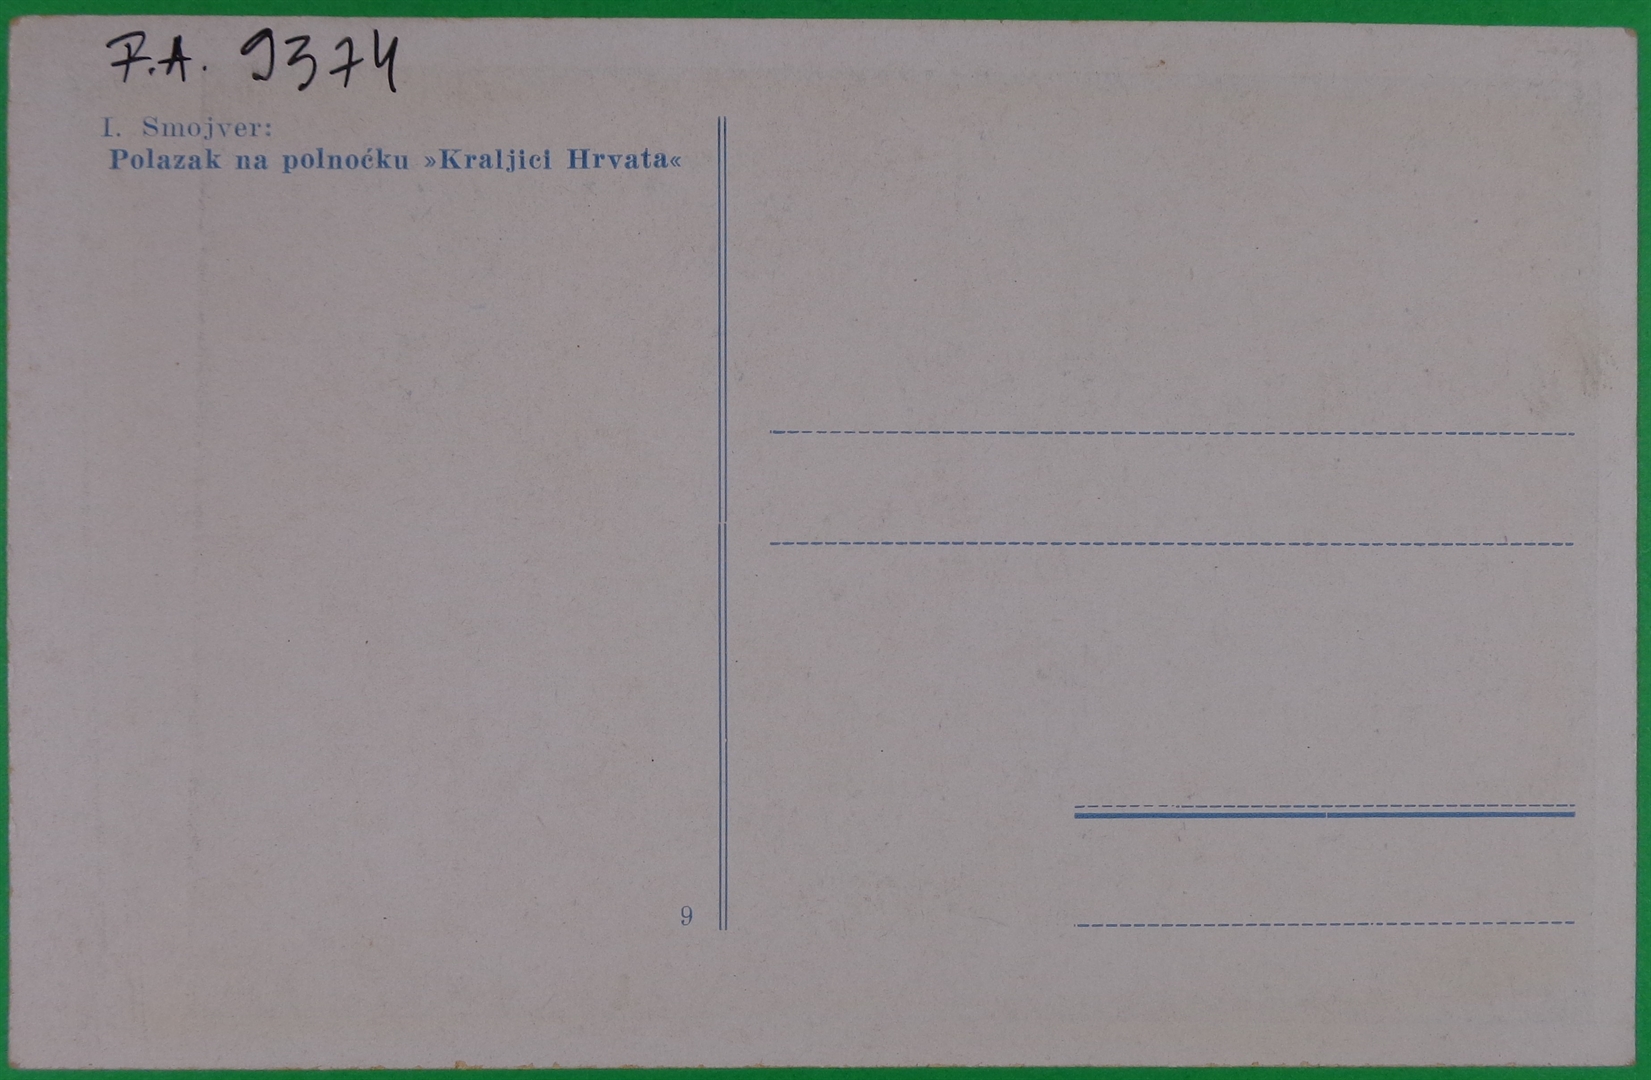 F.A. 9374
I. Smojver:
Polazak na polnoćku »Kraljici Hrvata«
9